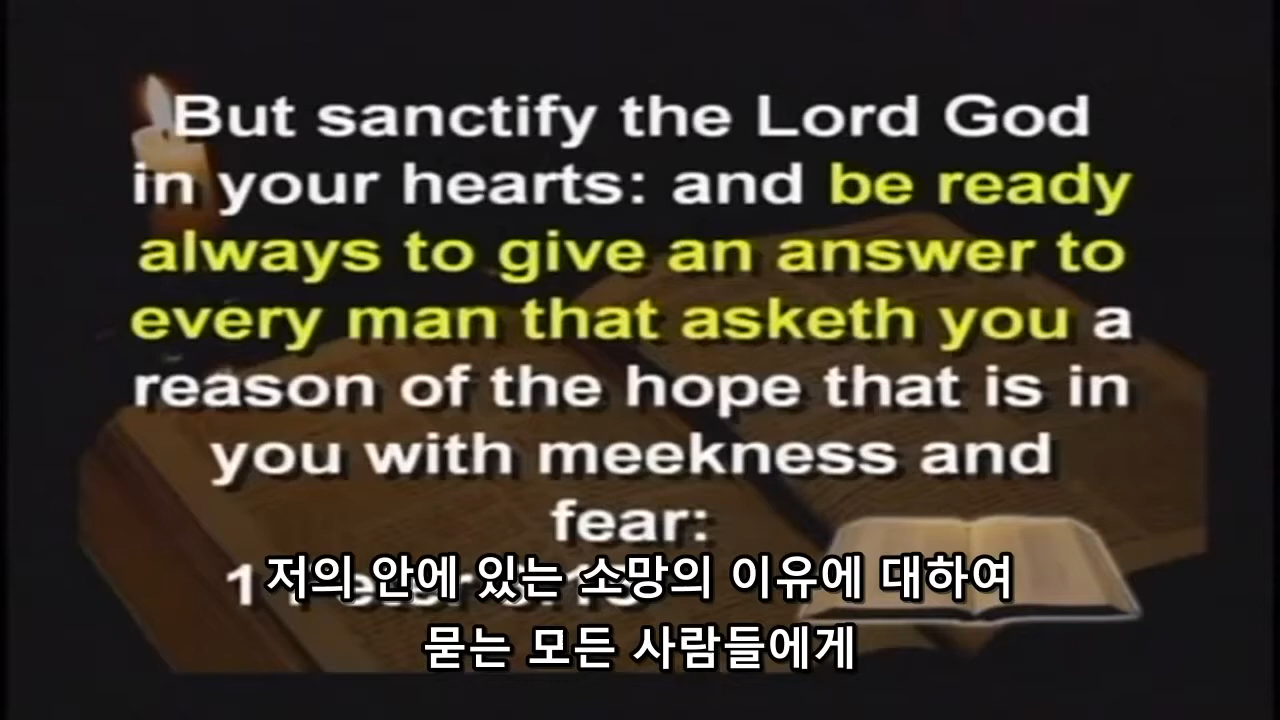 But sanctify the Lord God
in your hearts: and be ready
always to give an answer to
every man that asketh you a
reason of the hope that is in
you with meekness and
fear:
1
저의 안에 있는 소망의 이유에 대하여
묻는 모든 사람들에게